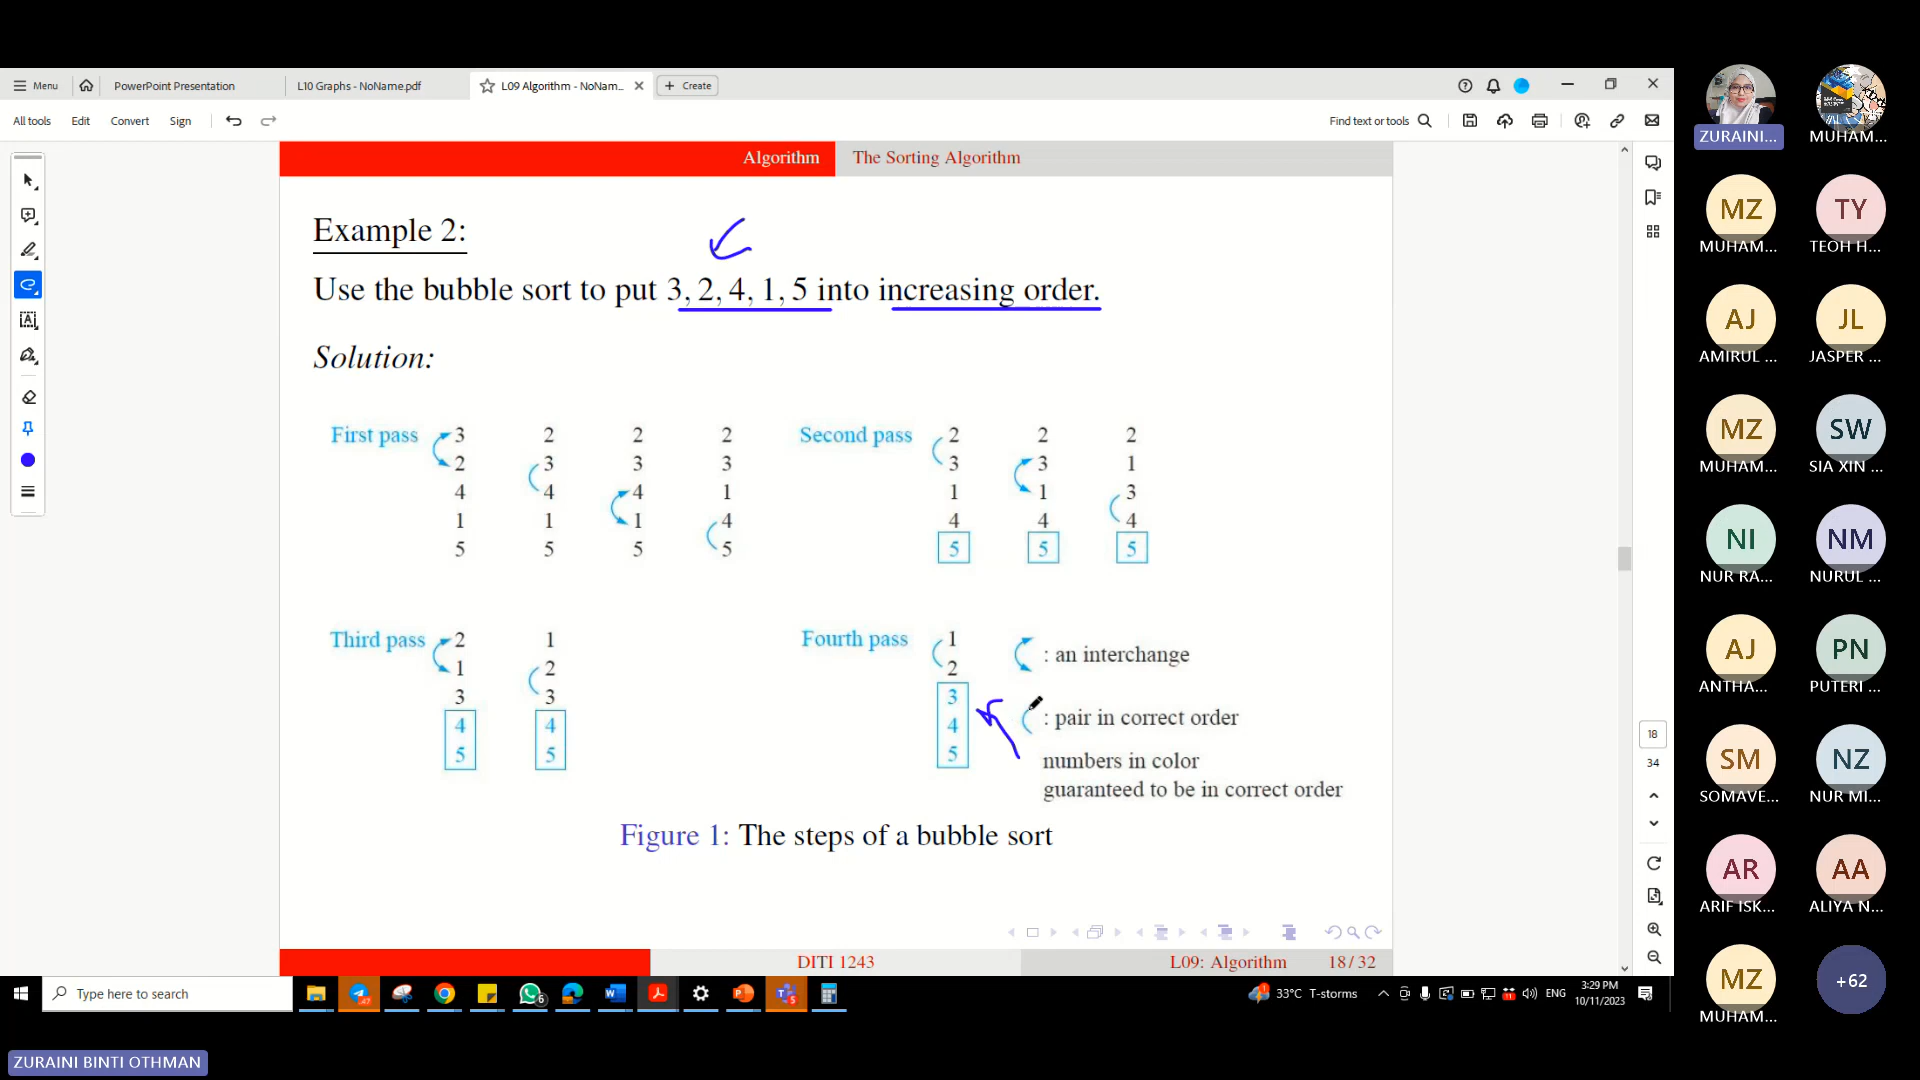 Menu
PowerPoint Presentation
L10 Graphs - NoName.pdf
L09 Algorithm - NoNam...
+ Create
All tools
Edit
Convert
Sign
Find text or tools
Algorithm
The Sorting Algorithm
Example 2:
Use the bubble sort to put 3, 2, 4, 1, 5 into increasing order.
Solution:
First pass
3 2 2 2
2 3 3 3
4 4 4 1
1 1 1 4
5 5 5 5
Second pass
2 2 2
3 3 1
1 1 3
4 4 4
5 5 5
Third pass
2 1
1 2
3 3
4 4
5 5
Fourth pass
1
2
3
4
5
: an interchange
: pair in correct order
numbers in color
guaranteed to be in correct order
Figure 1: The steps of a bubble sort
DITI 1243
L09: Algorithm
18/32
18
34
Type here to search
33°C T-storms
ENG
3:29 PM
10/11/2023
ZURAINI BINTI OTHMAN
ZURAINI...
MUHAM...
MZ
MUHAM...
TY
TEOH H...
AJ
AMIRUL ...
JL
JASPER ...
MZ
MUHAM...
SW
SIA XIN ...
NI
NUR RA...
NM
NURUL ...
AJ
ANTHA...
PN
PUTERI ...
SM
SOMAVE...
NZ
NUR MI...
AR
ARIF ISK...
AA
ALIYA N...
MZ
MUHAM...
+62